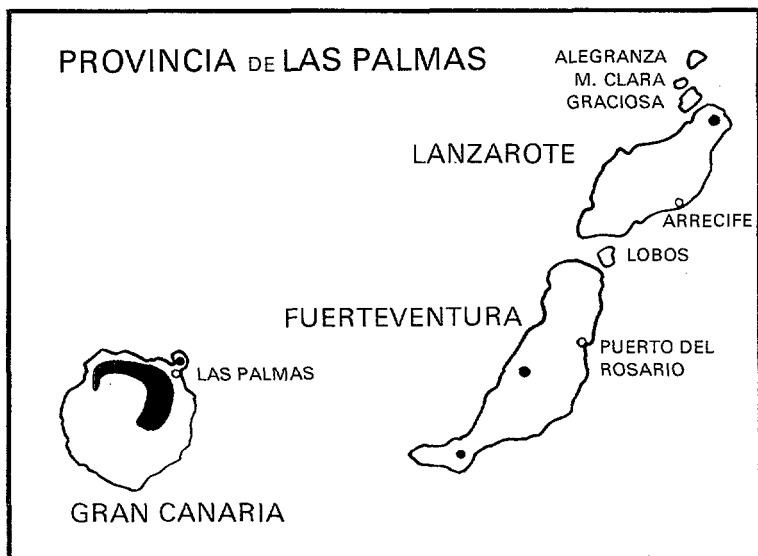 PROVINCIA DE LAS PALMAS
ALEGRANZA
M. CLARA
GRACIOSA
LANZAROTE
ARRECIFE
LOBOS
FUERTEVENTURA
PUERTO DEL
ROSARIO
LAS PALMAS
GRAN CANARIA